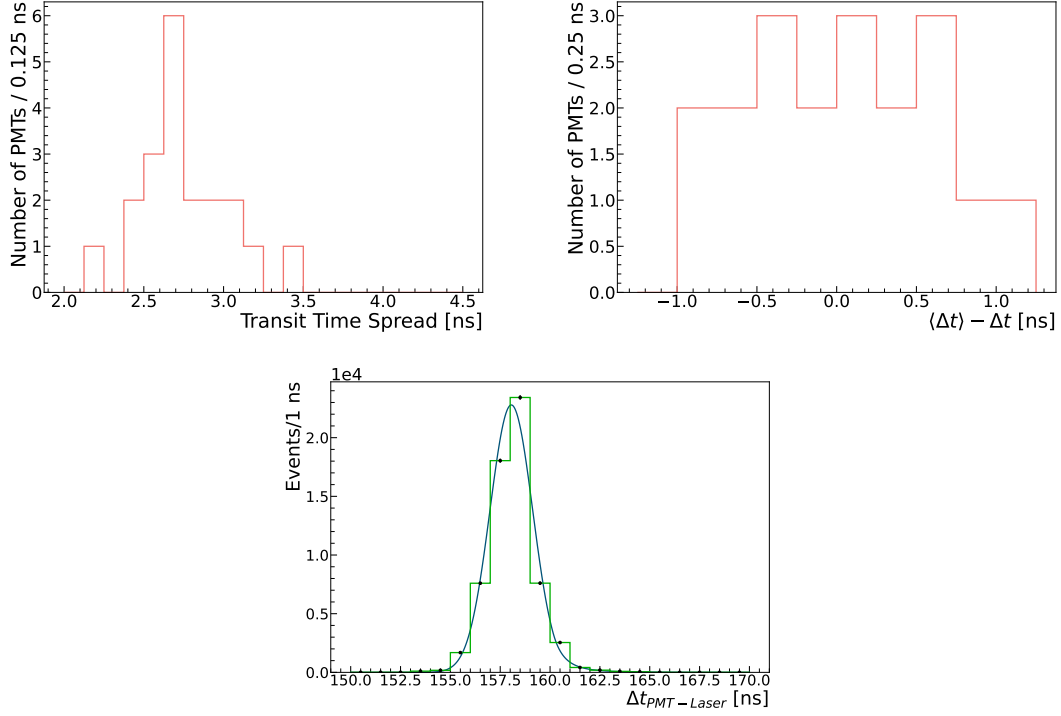 Number of PMTs / 0.125 ns
6
5
4
3
2
1
0
2.0 2.5 3.0 3.5 4.0 4.5
Transit Time Spread [ns]
Number of PMTs / 0.25 ns
3.0
2.5
2.0
1.5
1.0
0.5
0.0
−1.0 −0.5 0.0 0.5 1.0
⟨Δt⟩ − Δt [ns]
1e4
Events/1 ns
2.0
1.5
1.0
0.5
0.0
150.0 152.5 155.0 157.5 160.0 162.5 165.0 167.5 170.0
Δt_{PMT−Laser} [ns]